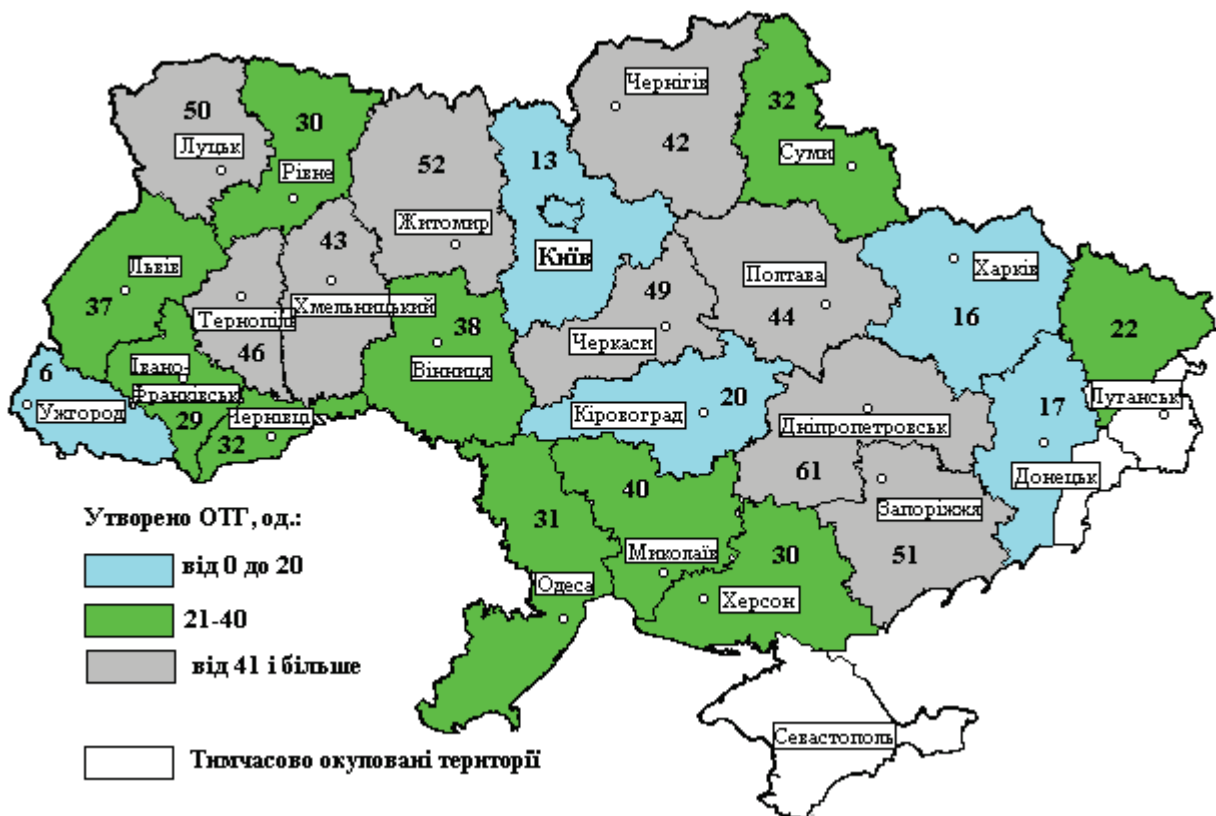 Чернігів
32
50
30
42
Луцьк
52
13
Суми
Рівне
Житомир
43
Київ
Львів
Полтава
Харків
37
49
Тернопіль
Хмельницький
38
44
16
22
Черкаси
46
Івано-
Франківськ
Вінниця
6
Ужгород
Кіровоград
20
17
Луганськ
29
Чернівці
32
Дніпропетровськ
Донецьк
61
40
Запоріжжя
31
Миколаїв
30
51
Одеса
Херсон
Севастополь
Утворено ОТГ, од.:
від 0 до 20
21-40
від 41 і більше
Тимчасово окуповані території